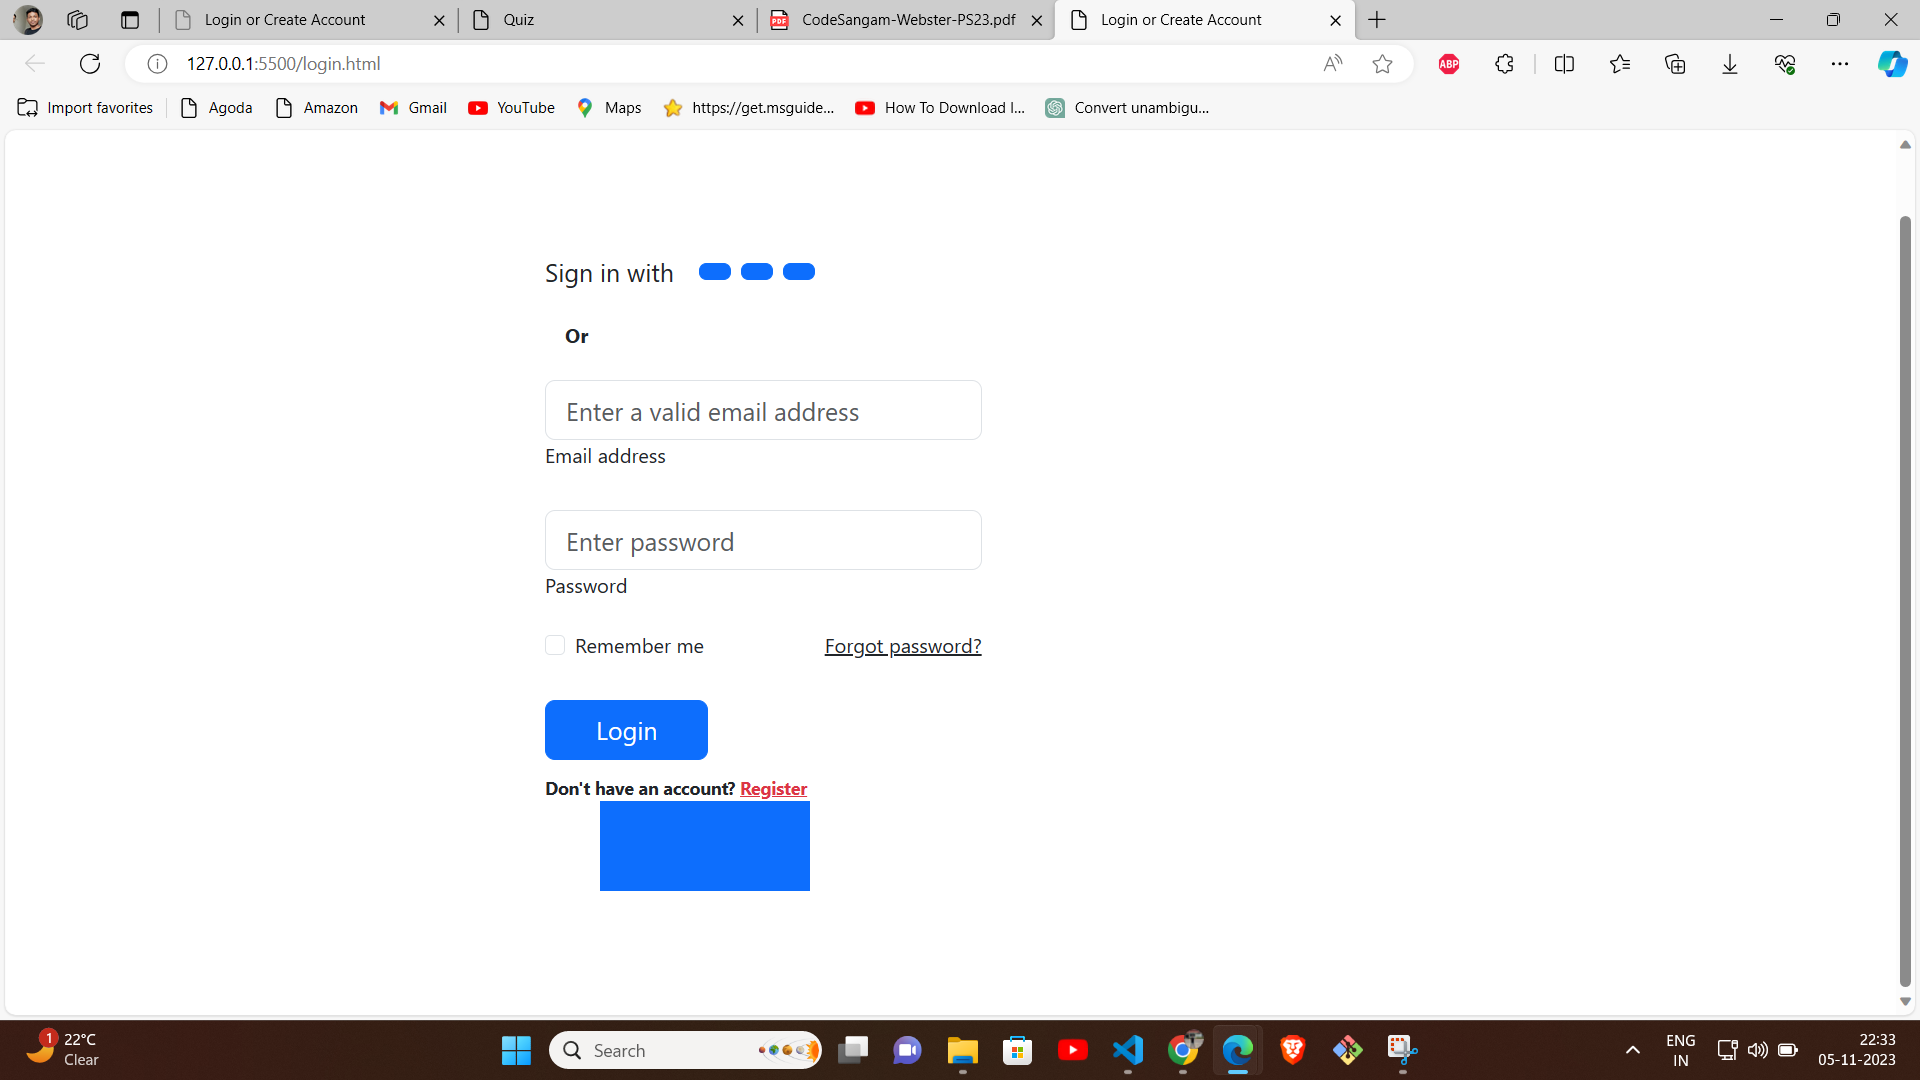 Login or Create Account
Quiz
CodeSangam-Webster-PS23.pdf
Login or Create Account
127.0.0.1:5500/login.html
ABP
Import favorites
Agoda
Amazon
Gmail
YouTube
Maps
https://get.msguide...
How To Download I...
Convert unambigu...
Sign in with
Or
Enter a valid email address
Email address
Enter password
Password
Remember me
Forgot password?
Login
Don't have an account? Register
1
22°C
Clear
Search
ENG
IN
22:33
05-11-2023